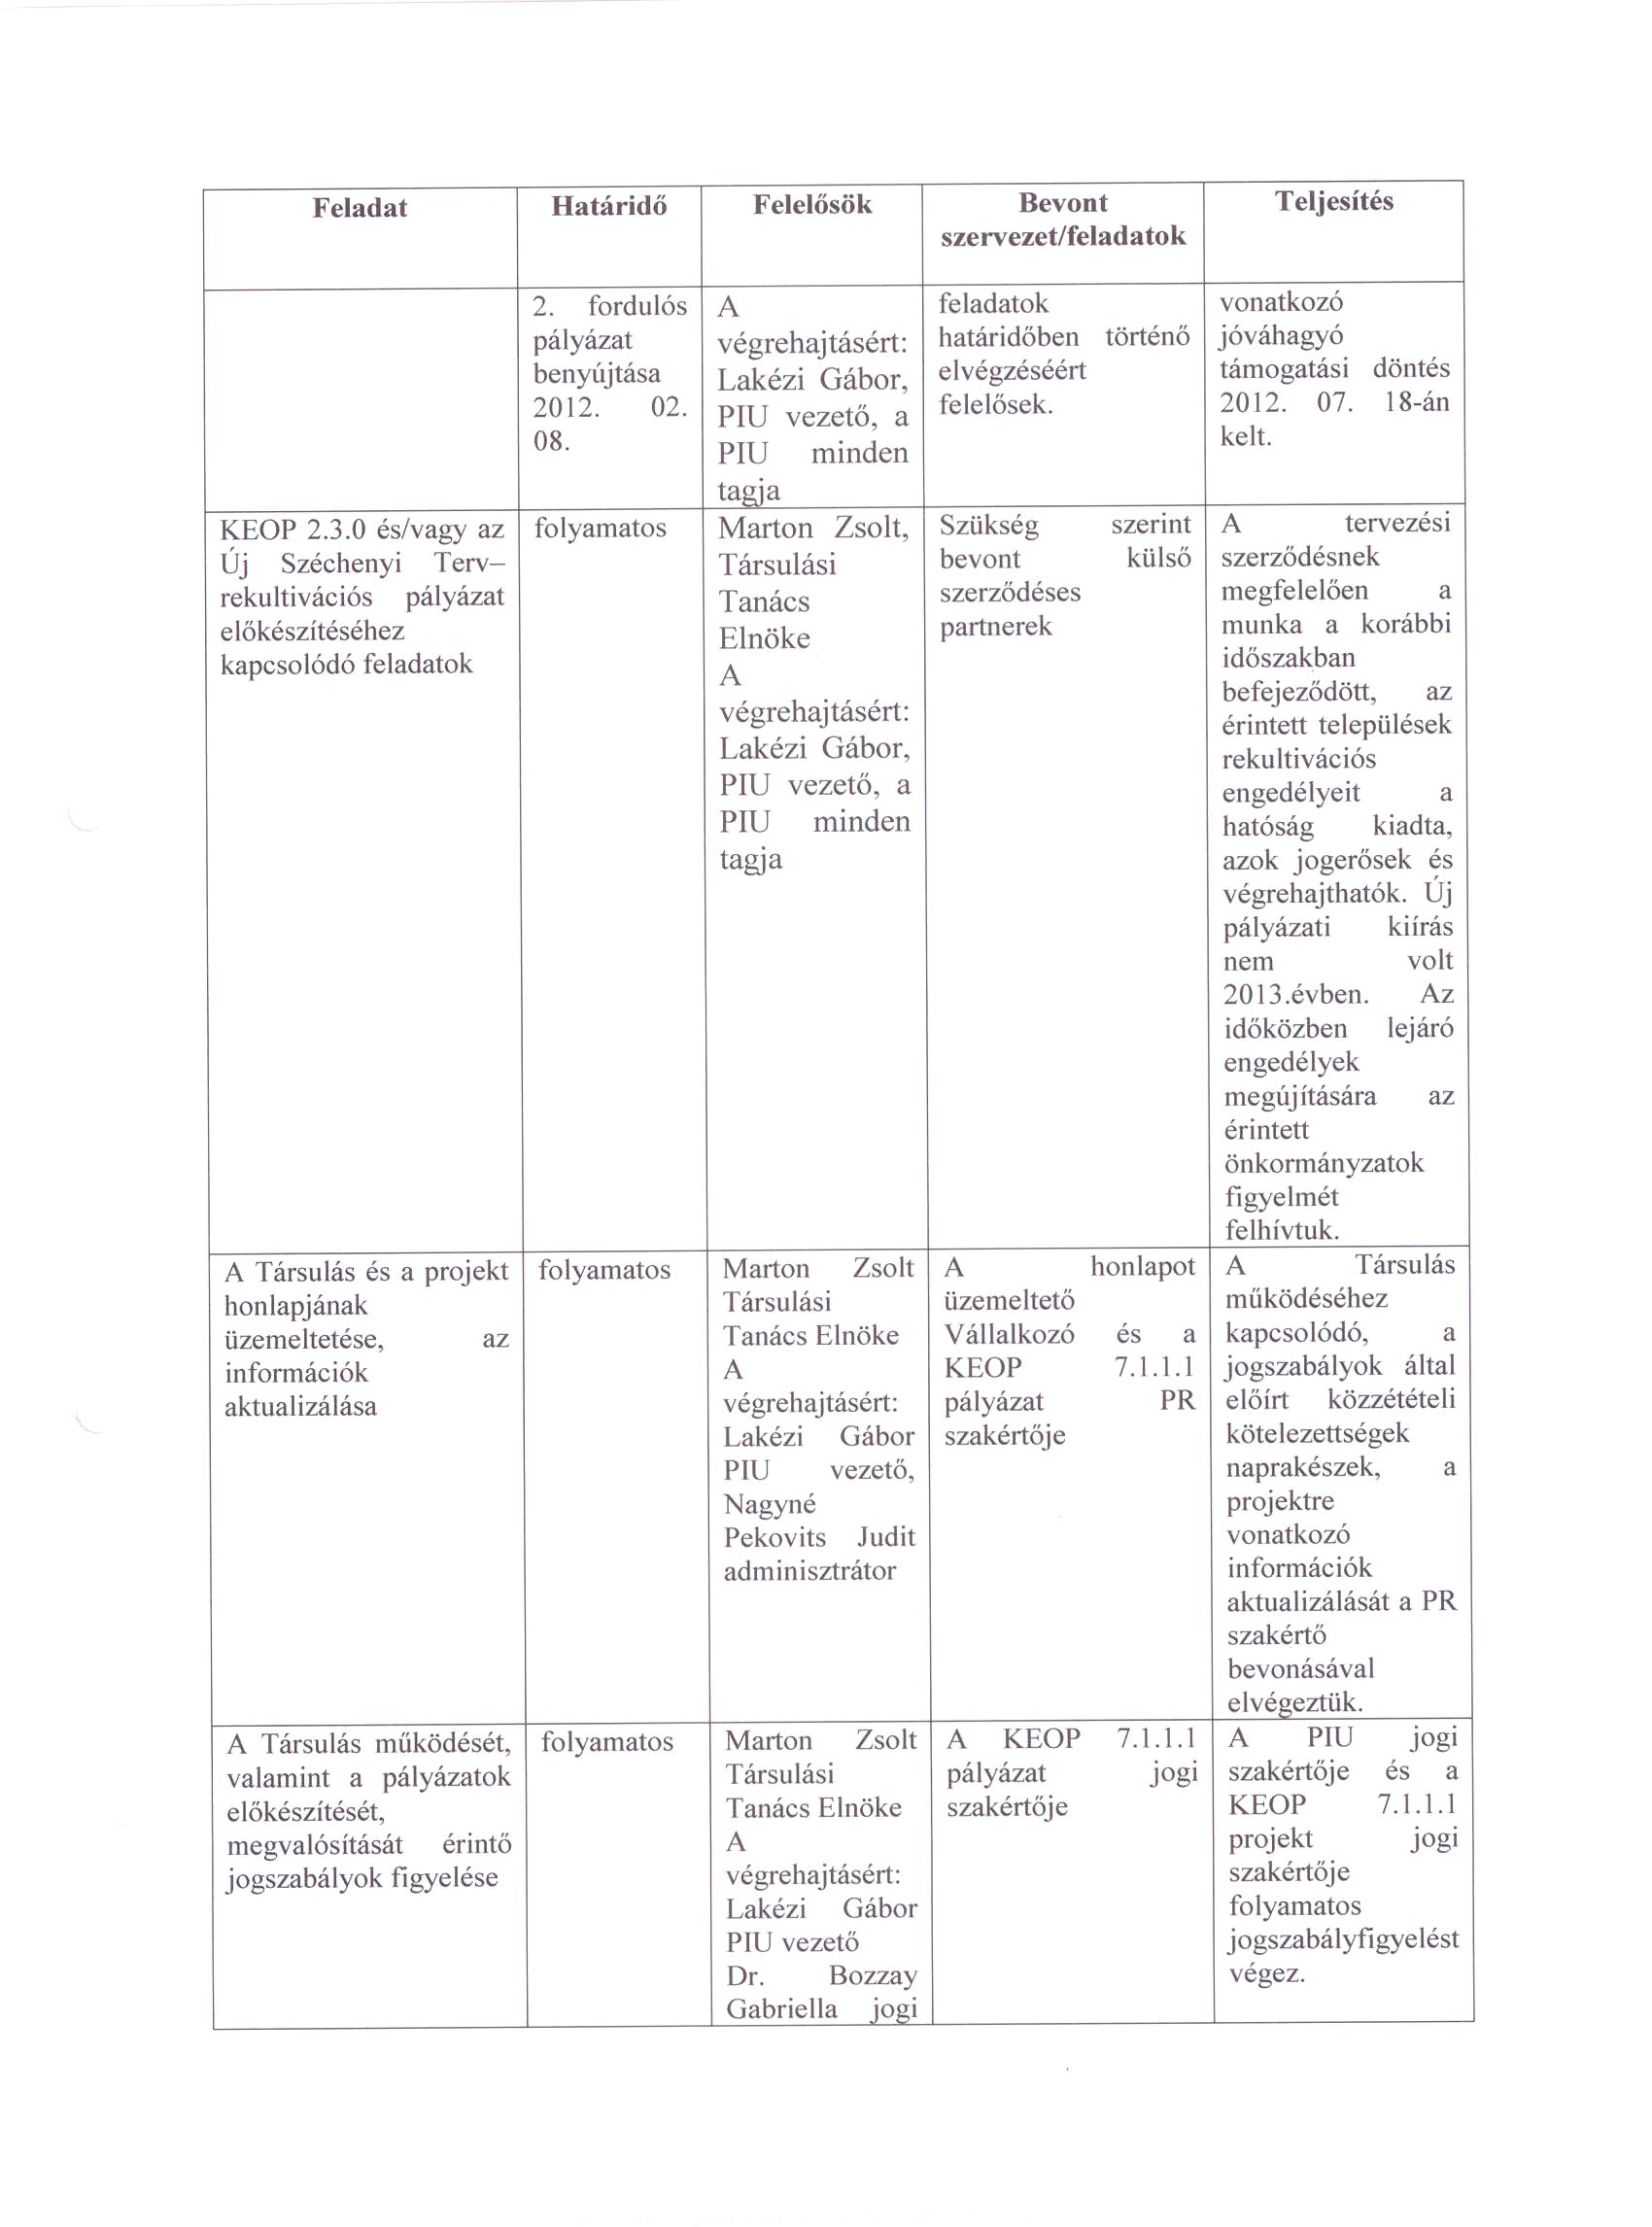 Feladat
Határidő
Felelősök
Bevont
szervezet/feladatok
Teljesítés
2. fordulós
pályázat
benyújtása
2012. 02.
08.
A
végrehajtásért:
Lakézi Gábor,
PIU vezető, a
PIU minden
tagja
feladatok
határidőben történő
elvégzéséért
felelősek.
vonatkozó
jóváhagyó
támogatási döntés
2012. 07. 18-án
kelt.
KEOP 2.3.0 és/vagy az
Új Széchenyi Terv–
rekultivációs pályázat
előkészítéséhez
kapcsolódó feladatok
folyamatos
Marton Zsolt,
Társulási
Tanács
Elnöke
A
végrehajtásért:
Lakézi Gábor,
PIU vezető, a
PIU minden
tagja
Szükség szerint
bevont külső
szerződéses
partnerek
A tervezési
szerződésnek
megfelelően a
munka a korábbi
időszakban
befejeződött, az
érintett települések
rekultivációs
engedélyeit a
hatóság kiadta,
azok jogerősek és
végrehajthatók. Új
pályázati kiírás
nem volt
2013.évben. Az
időközben lejáró
engedélyek
megújítására az
érintett
önkormányzatok
figyelmét
felhívtuk.
A Társulás és a projekt
honlapjának
üzemeltetése, az
információk
aktualizálása
folyamatos
Marton Zsolt
Társulási
Tanács Elnöke
A
végrehajtásért:
Lakézi Gábor
PIU vezető,
Nagyné
Pekovits Judit
adminisztrátor
A honlapot
üzemeltető
Vállalkozó és a
KEOP 7.1.1.1
pályázat PR
szakértője
A Társulás
működéséhez
kapcsolódó, a
jogszabályok által
előírt közzétételi
kötelezettségek
naprakészek, a
projektre
vonatkozó
információk
aktualizálását a PR
szakértő
bevonásával
elvégeztük.
A Társulás működését,
valamint a pályázatok
előkészítését,
megvalósítását érintő
jogszabályok figyelése
folyamatos
Marton Zsolt
Társulási
Tanács Elnöke
A
végrehajtásért:
Lakézi Gábor
PIU vezető
Dr. Bozzay
Gabriella jogi
A KEOP 7.1.1.1
pályázat jogi
szakértője
A PIU jogi
szakértője és a
KEOP 7.1.1.1
projekt jogi
szakértője
folyamatos
jogszabályfigyelést
végez.